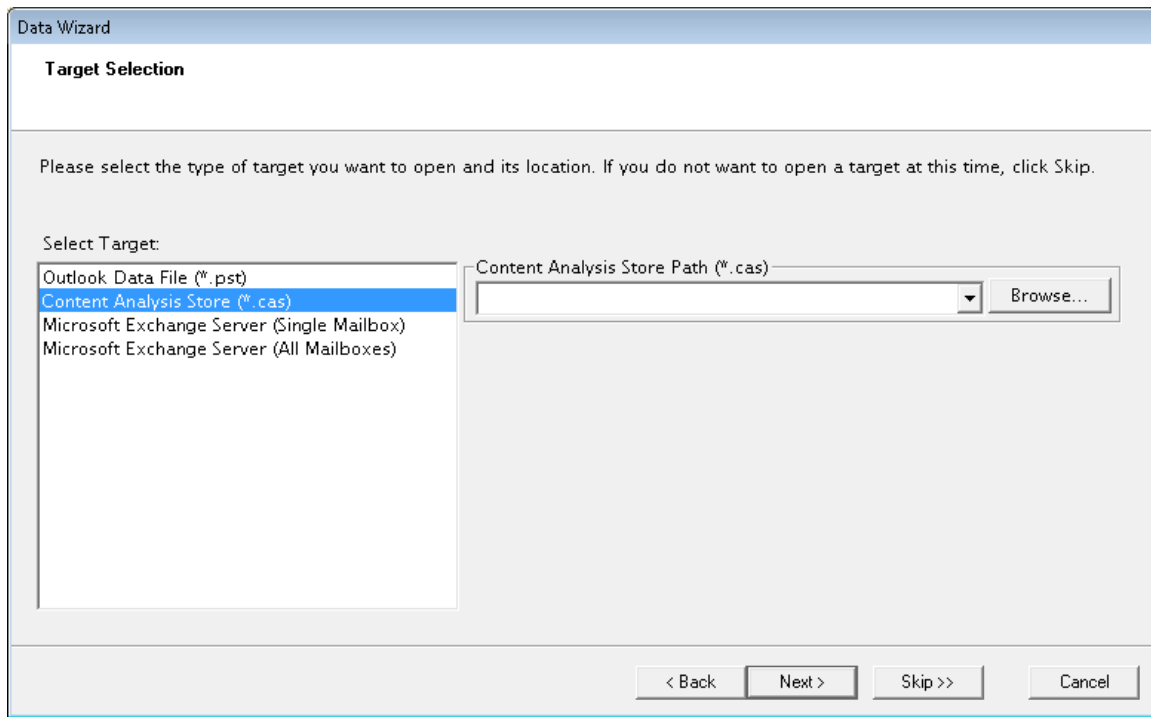 Data Wizard
Target Selection
Please select the type of target you want to open and its location. If you do not want to open a target at this time, click Skip.
Select Target:
Outlook Data File (*.pst)
Content Analysis Store (*.cas)
Microsoft Exchange Server (Single Mailbox)
Microsoft Exchange Server (All Mailboxes)
Content Analysis Store Path (*.cas)
Browse...
< Back Next > Skip >> Cancel